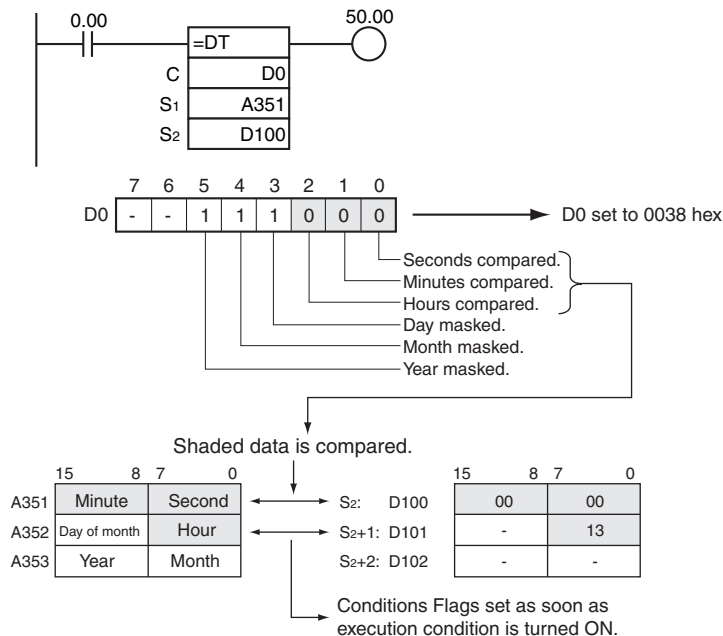 0.00
50.00
=DT
C D0
S1 A351
S2 D100
7 6 5 4 3 2 1 0
D0 - - 1 1 1 0 0 0 D0 set to 0038 hex
Seconds compared.
Minutes compared.
Hours compared.
Day masked.
Month masked.
Year masked.
Shaded data is compared.
15 8 7 0 15 8 7 0
A351 Minute Second S2: D100 00 00
A352 Day of month Hour S2+1: D101 - 13
A353 Year Month S2+2: D102 - -
Conditions Flags set as soon as
execution condition is turned ON.